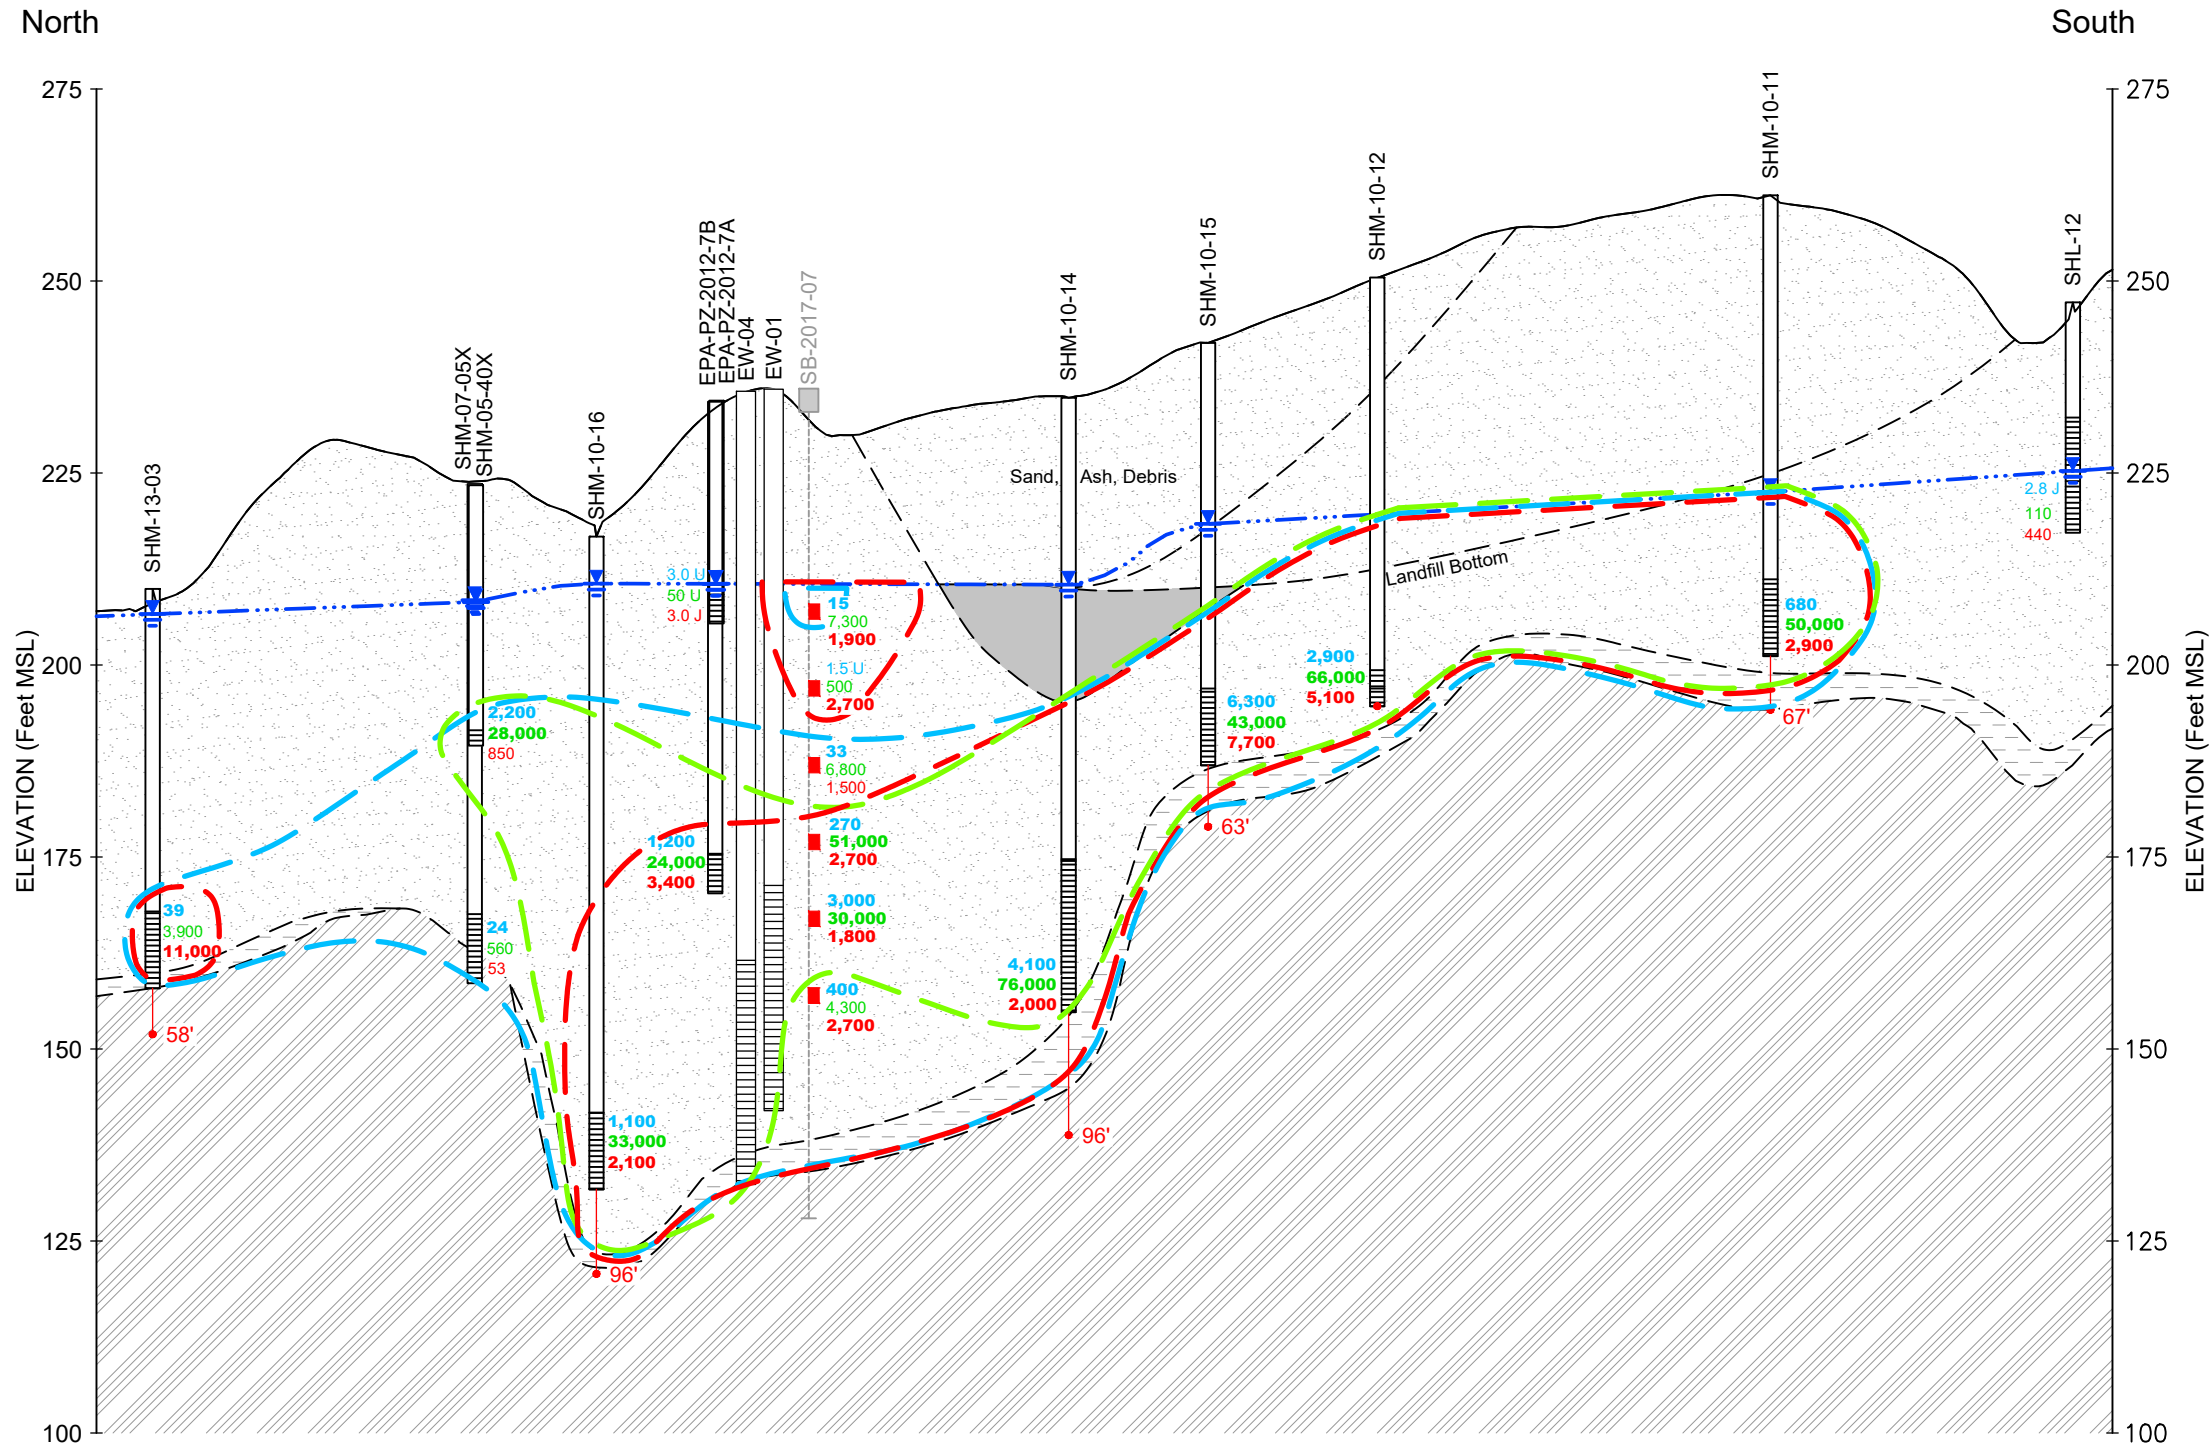 North
South
275
250
225
200
175
150
125
100
ELEVATION (Feet MSL)
SHM-13-03
39
3,900
11,000
58'
SHM-07-05X
SHM-05-40X
2,200
28,000
850
24
560
53
SHM-10-16
1,100
33,000
2,100
96'
EPA-PZ-2012-7B
EPA-PZ-2012-7A
3.0 U
50 U
3.0 J
1,200
24,000
3,400
EW-04
EW-01
SB-2017-07
15
7,300
1,900
1.5 U
500
2,700
33
6,800
1,500
270
51,000
2,700
3,000
30,000
1,800
400
4,300
2,700
SHM-10-14
Sand, Ash, Debris
4,100
76,000
2,000
96'
SHM-10-15
6,300
43,000
7,700
63'
SHM-10-12
2,900
66,000
5,100
Landfill Bottom
SHM-10-11
680
50,000
2,900
67'
SHL-12
2.8 J
110
440
275
250
225
200
175
150
125
100
ELEVATION (Feet MSL)